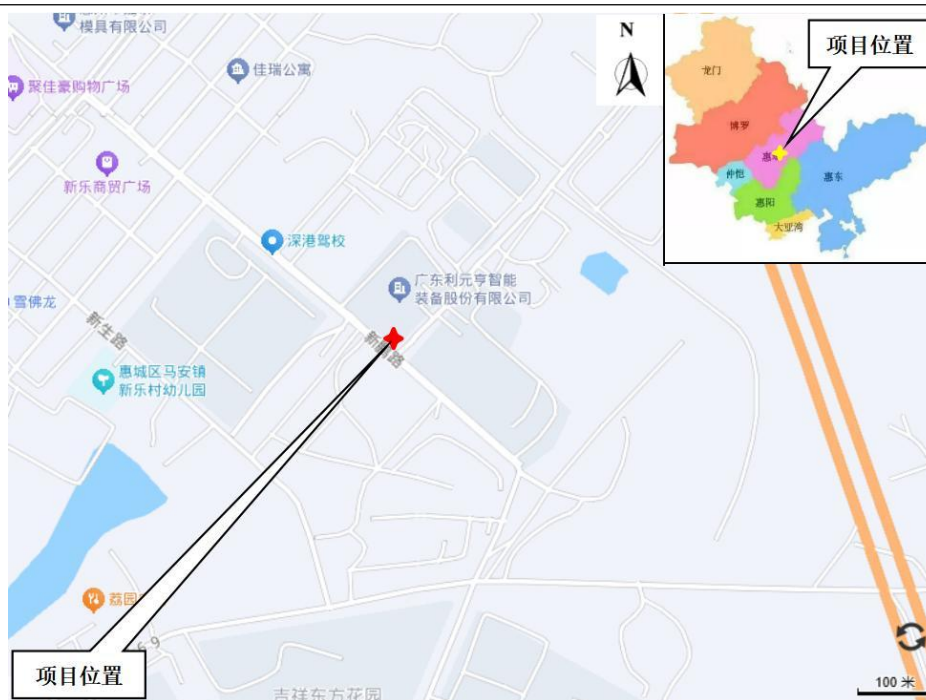 模具有限公司
N
项目位置
佳瑞公寓
龙门
聚佳豪购物广场
博罗
惠城
新乐商贸广场
仲恺
惠东
惠阳
大亚湾
深港驾校
广东利元亨智能
装备股份有限公司
雪佛龙
新生路
惠城区马安镇
新乐村幼儿园
荔园
项目位置
吉祥东方花园
100 米